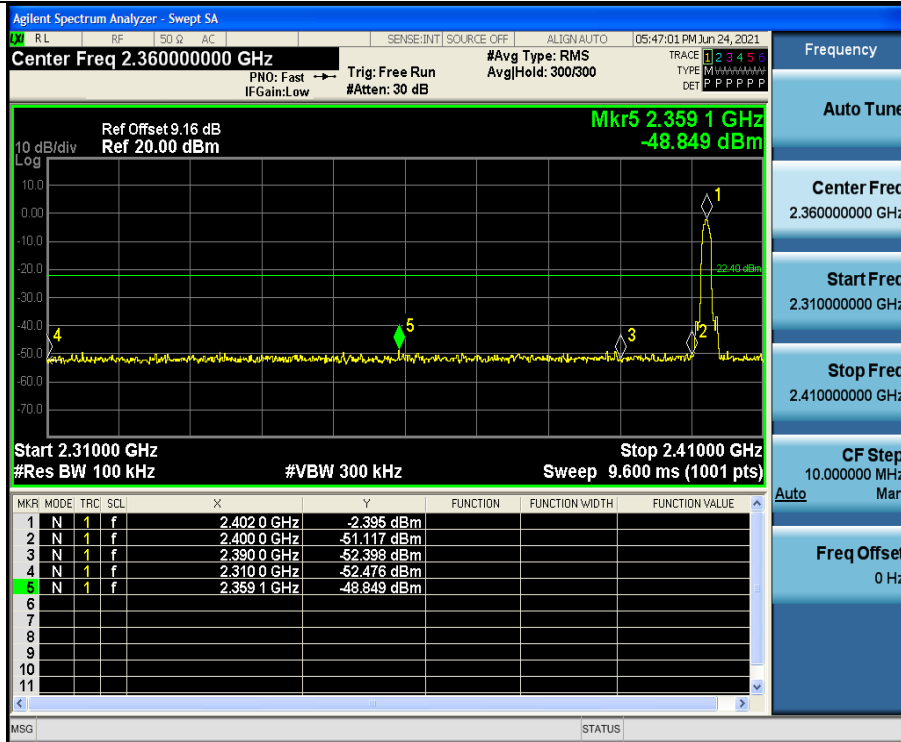 Agilent Spectrum Analyzer - Swept SA
LXI RL RF 50 Ω AC SENSE:INT SOURCE OFF ALIGN AUTO 05:47:01 PM Jun 24, 2021
Center Freq 2.360000000 GHz
PNO: Fast
IFGain:Low
Trig: Free Run
#Atten: 30 dB
#Avg Type: RMS
Avg|Hold: 300/300
TRACE 1 2 3 4 5 6
TYPE M
DET P P P P P P
Mkr5 2.359 1 GHz
-48.849 dBm
Ref Offset 9.16 dB
10 dB/div Ref 20.00 dBm
Log
10.0
0.00
-10.0
-20.0
-30.0
-40.0
-50.0
-60.0
-70.0
1
-22.40 dBm
4
5
3
2
Start 2.31000 GHz Stop 2.41000 GHz
#Res BW 100 kHz #VBW 300 kHz Sweep 9.600 ms (1001 pts)
MKR MODE TRC SCL X Y FUNCTION FUNCTION WIDTH FUNCTION VALUE
1 N 1 f 2.402 0 GHz -2.395 dBm
2 N 1 f 2.400 0 GHz -51.117 dBm
3 N 1 f 2.390 0 GHz -52.398 dBm
4 N 1 f 2.310 0 GHz -52.476 dBm
5 N 1 f 2.359 1 GHz -48.849 dBm
6
7
8
9
10
11
MSG STATUS
Frequency
Auto Tune
Center Freq
2.360000000 GHz
Start Freq
2.310000000 GHz
Stop Freq
2.410000000 GHz
CF Step
10.000000 MHz
Auto Man
Freq Offset
0 Hz